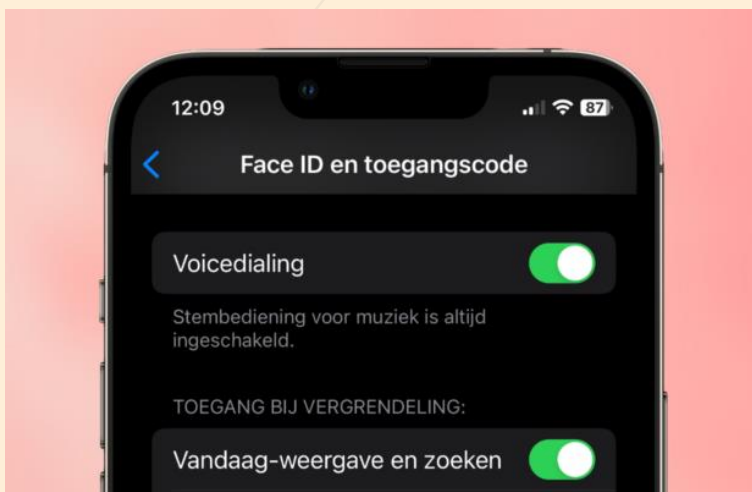 12:09
87
Face ID en toegangscode
Voicedialing
Stembediening voor muziek is altijd
ingeschakeld.
TOEGANG BIJ VERGRENDELING:
Vandaag-weergave en zoeken